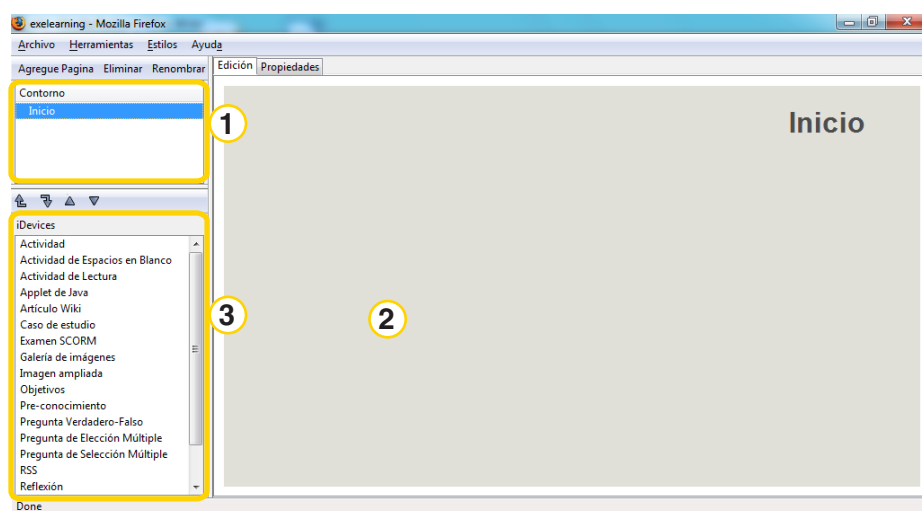 exelearning - Mozilla Firefox
Archivo Herramientas Estilos Ayuda
Agregue Pagina Eliminar Renombrar
Edición Propiedades
Contorno
Inicio
1
Inicio
iDevices
Actividad
Actividad de Espacios en Blanco
Actividad de Lectura
Applet de Java
Artículo Wiki
Caso de estudio
Examen SCORM
Galería de imágenes
Imagen ampliada
Objetivos
Pre-conocimiento
Pregunta Verdadero-Falso
Pregunta de Elección Múltiple
Pregunta de Selección Múltiple
RSS
Reflexión
3
2
Done